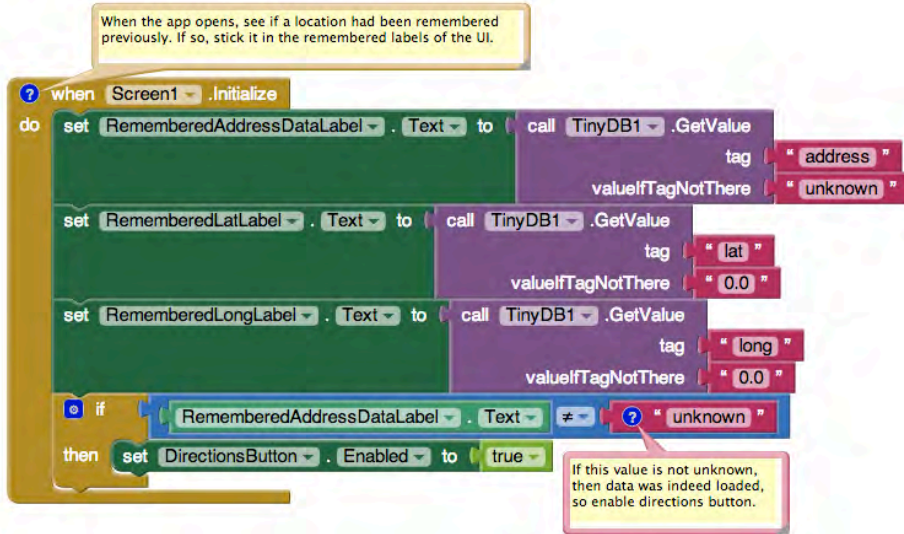 When the app opens, see if a location had been remembered
previously. If so, stick it in the remembered labels of the UI.
? when Screen1 .Initialize
do set RememberedAddressDataLabel . Text to call TinyDB1 .GetValue
tag " address "
valueIfTagNotThere " unknown "
set RememberedLatLabel . Text to call TinyDB1 .GetValue
tag " lat "
valueIfTagNotThere " 0.0 "
set RememberedLongLabel . Text to call TinyDB1 .GetValue
tag " long "
valueIfTagNotThere " 0.0 "
if RememberedAddressDataLabel . Text ≠ ? " unknown "
then set DirectionsButton . Enabled to true
If this value is not unknown,
then data was indeed loaded,
so enable directions button.